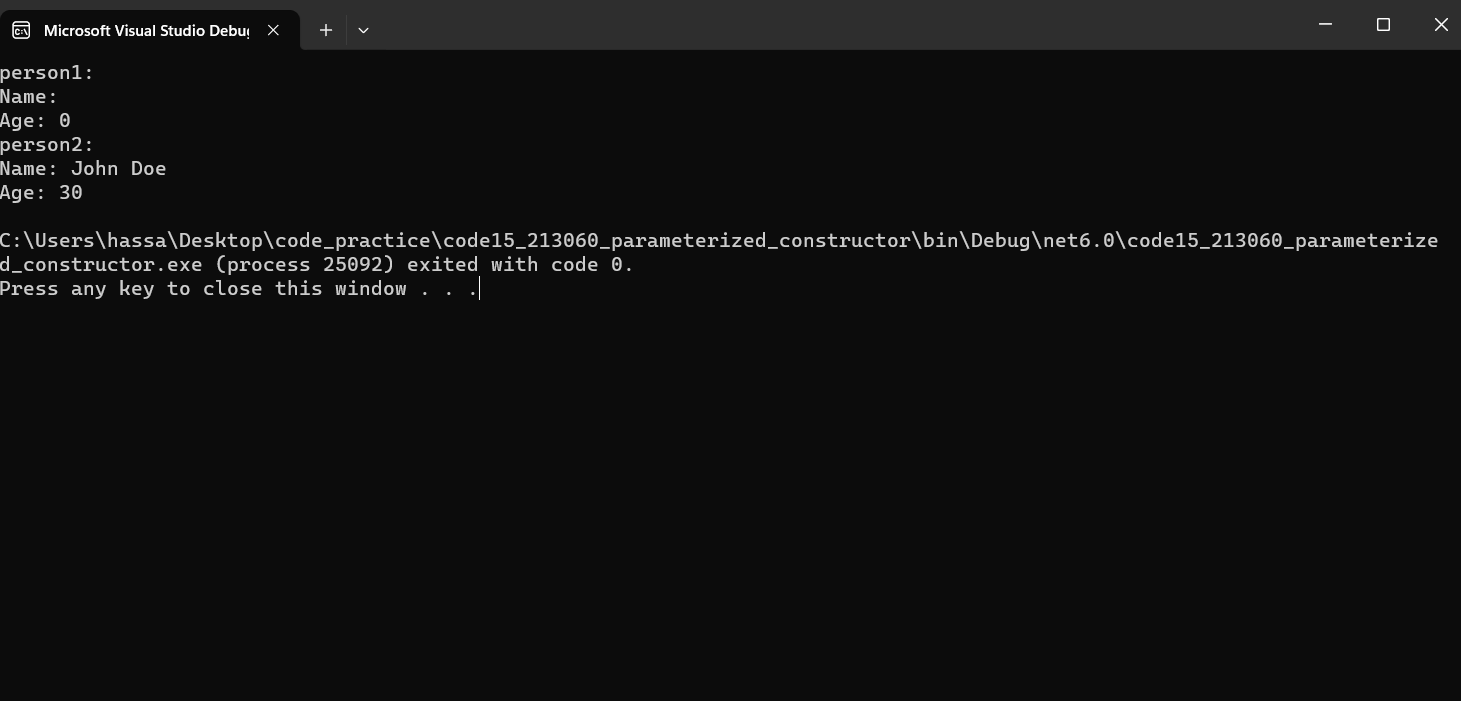 Microsoft Visual Studio Debu
person1:
Name:
Age: 0
person2:
Name: John Doe
Age: 30
C:\Users\hassa\Desktop\code_practice\code15_213060_parameterized_constructor\bin\Debug\net6.0\code15_213060_parameterize
d_constructor.exe (process 25092) exited with code 0.
Press any key to close this window . . .